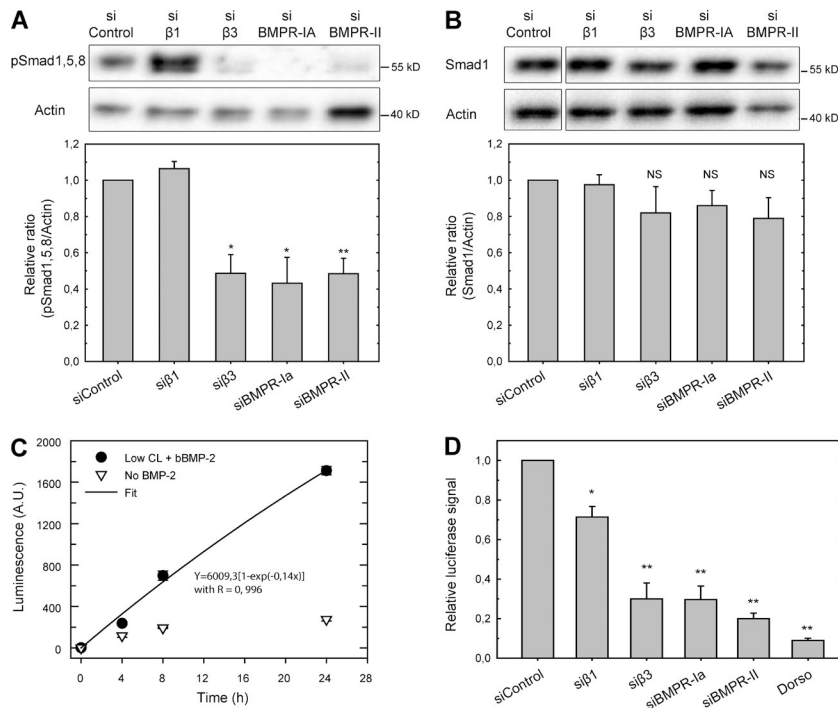 A
si Control
si β1
si β3
si BMPR-IA
si BMPR-II
pSmad1,5,8
55 kD
Actin
40 kD
Relative ratio
(pSmad1,5,8/Actin)
1,0
0,8
0,6
0,4
0,2
0,0
*
*
**
siControl
siβ1
siβ3
siBMPR-Ia
siBMPR-II
B
si Control
si β1
si β3
si BMPR-IA
si BMPR-II
Smad1
55 kD
Actin
40 kD
Relative ratio
(Smad1/Actin)
1,0
0,8
0,6
0,4
0,2
0,0
NS
NS
NS
siControl
siβ1
siβ3
siBMPR-Ia
siBMPR-II
C
Luminescence (A.U.)
1800
1600
1200
800
400
0
Low CL + bBMP-2
No BMP-2
Fit
Y=6009,3[1-exp(-0,14x)]
with R = 0, 996
0 4 8 12 16 20 24 28
Time (h)
D
Relative luciferase signal
1,0
0,8
0,6
0,4
0,2
0,0
*
**
**
**
**
siControl
siβ1
siβ3
siBMPR-Ia
siBMPR-II
Dorso